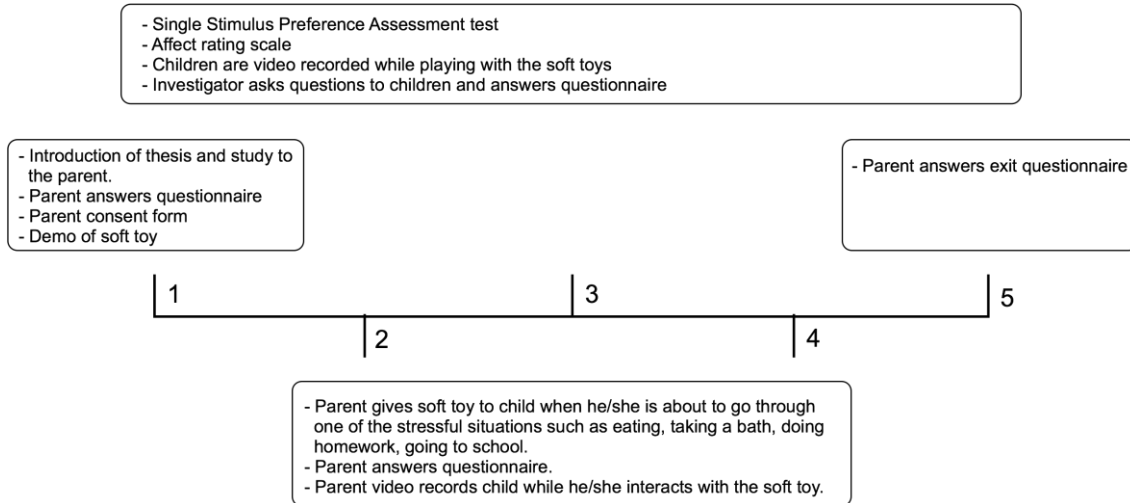 - Single Stimulus Preference Assessment test
- Affect rating scale
- Children are video recorded while playing with the soft toys
- Investigator asks questions to children and answers questionnaire
- Introduction of thesis and study to
the parent.
- Parent answers questionnaire
- Parent consent form
- Demo of soft toy
- Parent answers exit questionnaire
1
3
5
2
4
- Parent gives soft toy to child when he/she is about to go through
one of the stressful situations such as eating, taking a bath, doing
homework, going to school.
- Parent answers questionnaire.
- Parent video records child while he/she interacts with the soft toy.